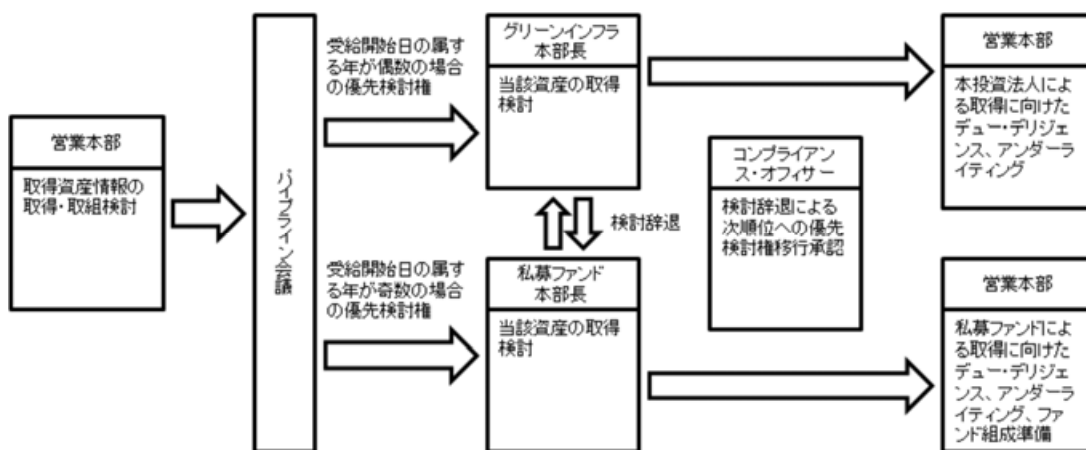 営業本部
取得資産情報の
取得・取組検討
パイプライン会議
受給開始日の属す
る年が偶数の場合
の優先検討権
グリーンインフラ
本部長
当該資産の取得
検討
営業本部
本投資法人によ
る取得に向けた
デュー・デリジェ
ンス、アンダーラ
イティング
検討辞退
コンプライアン
ス・オフィサー
検討辞退による
次順位への優先
検討権移行承認
受給開始日の属す
る年が奇数の場合
の優先検討権
私募ファンド
本部長
当該資産の取得
検討
営業本部
私募ファンドによ
る取得に向けた
デュー・デリジェ
ンス、アンダーラ
イティング、ファ
ンド組成準備